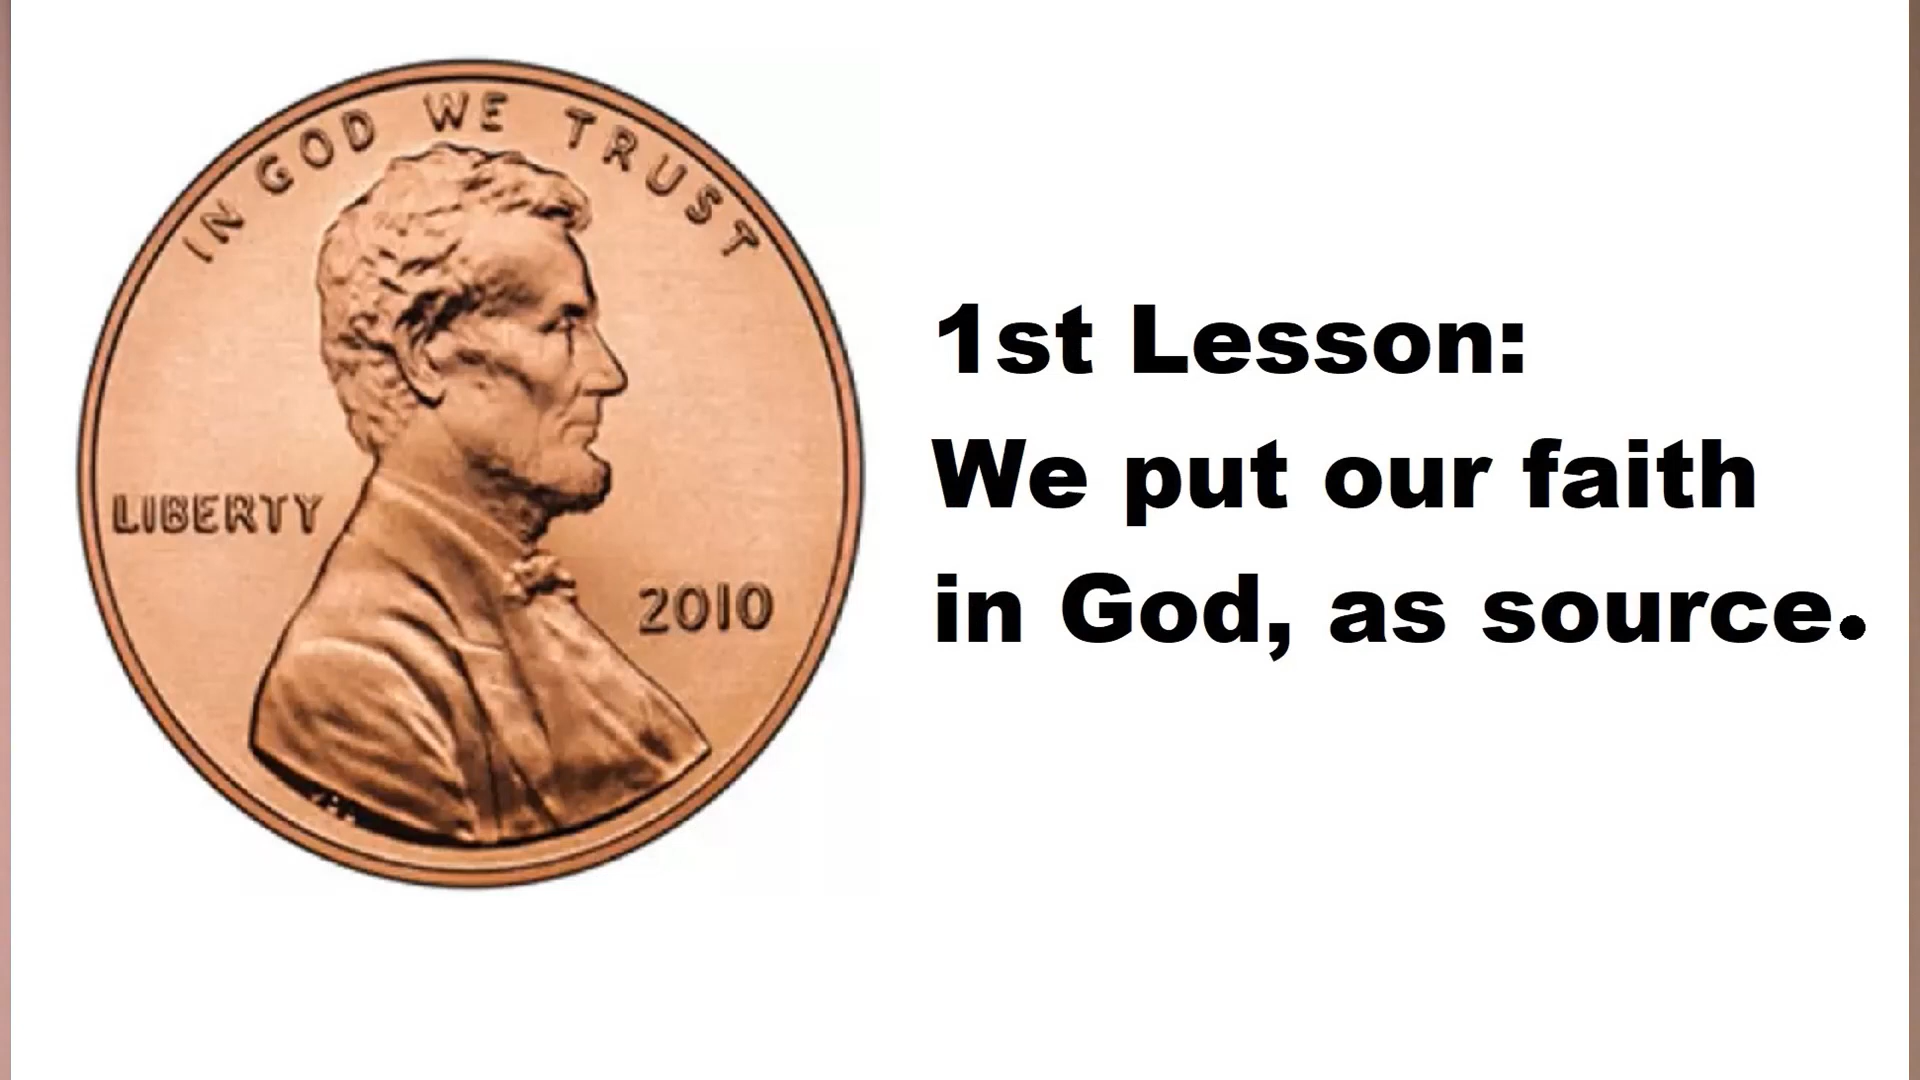 IN GOD WE TRUST
LIBERTY
2010
1st Lesson:
We put our faith
in God, as source.